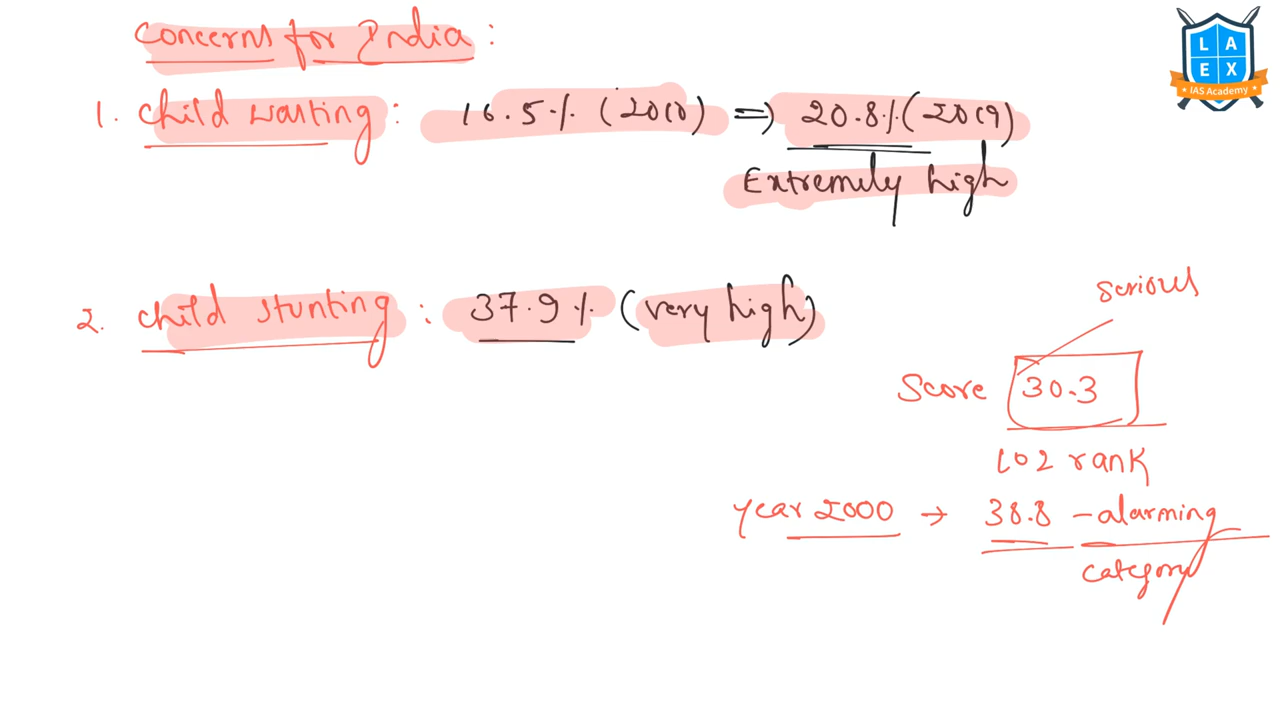 Concerns for India :
1. Child wasting : 16.5% (2010) => 20.8% (2019)
Extremily high
2. Child stunting : 37.9% (very high)
serious
Score 30.3
102 rank
year 2000 → 38.8 - alarming
category
L A
E X
IAS Academy